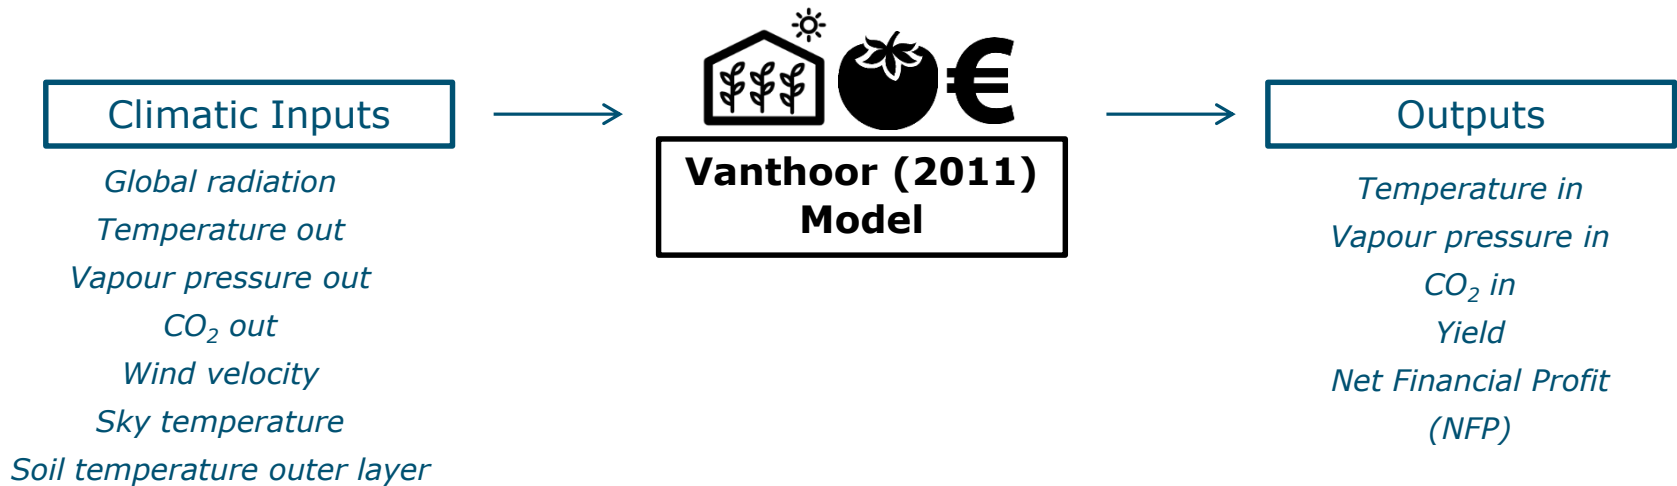 Climatic Inputs
Global radiation
Temperature out
Vapour pressure out
CO₂ out
Wind velocity
Sky temperature
Soil temperature outer layer
€
Vanthoor (2011)
Model
Outputs
Temperature in
Vapour pressure in
CO₂ in
Yield
Net Financial Profit
(NFP)